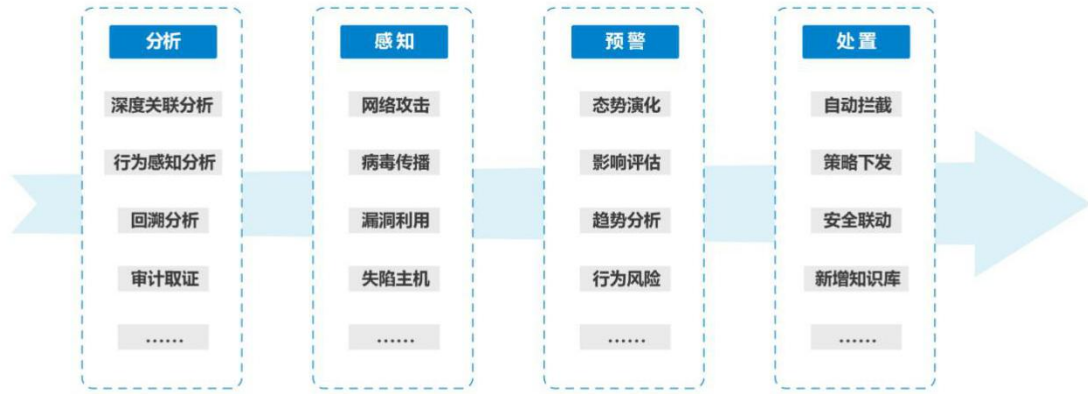 分析
深度关联分析
行为感知分析
回溯分析
审计取证
……
感知
网络攻击
病毒传播
漏洞利用
失陷主机
……
预警
态势演化
影响评估
趋势分析
行为风险
……
处置
自动拦截
策略下发
安全联动
新增知识库
……